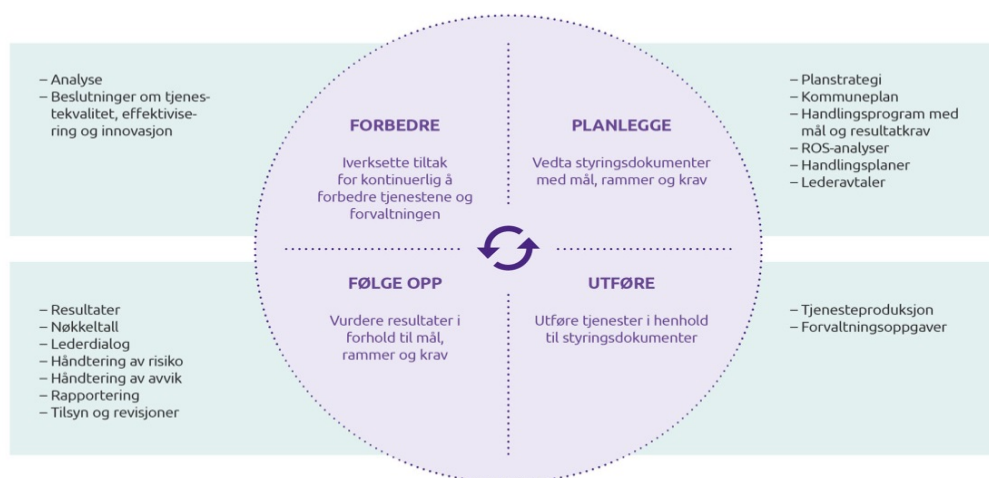 – Analyse
– Beslutninger om tjenes-
tekvalitet, effektivise-
ring og innovasjon
FORBEDRE
Iverksette tiltak
for kontinuerlig å
forbedre tjenestene og
forvaltningen
PLANLEGGE
Vedta styringsdokumenter
med mål, rammer og krav
– Planstrategi
– Kommuneplan
– Handlingsprogram med
mål og resultatkrav
– ROS-analyser
– Handlingsplaner
– Lederavtaler
– Resultater
– Nøkkeltall
– Lederdialog
– Håndtering av risiko
– Håndtering av avvik
– Rapportering
– Tilsyn og revisjoner
FØLGE OPP
Vurdere resultater i
forhold til mål,
rammer og krav
UTFØRE
Utføre tjenester i henhold
til styringsdokumenter
– Tjenesteproduksjon
– Forvaltningsoppgaver